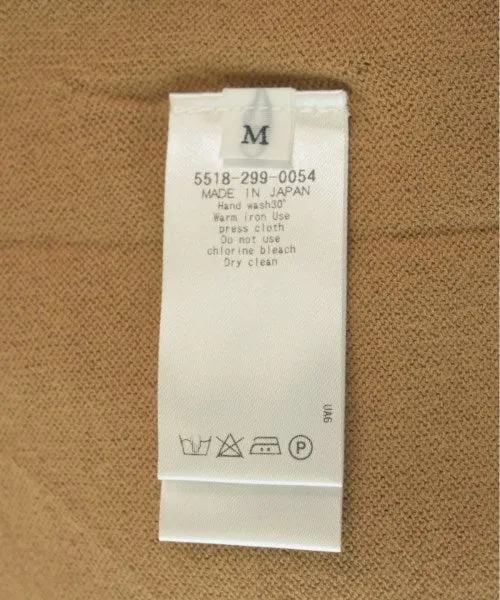 M
5518-299-0054
MADE IN JAPAN
Hand wash30°
Warm iron Use
press cloth
Do not use
chlorine bleach
Dry clean
UA6
P